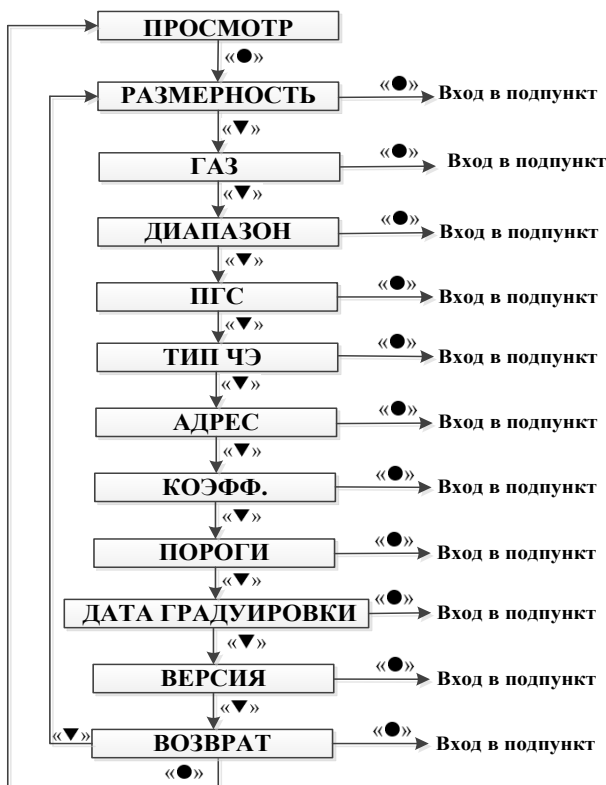 ПРОСМОТР
«●»
РАЗМЕРНОСТЬ «●» Вход в подпункт
«▼»
ГАЗ «●» Вход в подпункт
«▼»
ДИАПАЗОН «●» Вход в подпункт
«▼»
ПГС «●» Вход в подпункт
«▼»
ТИП ЧЭ «●» Вход в подпункт
«▼»
АДРЕС «●» Вход в подпункт
«▼»
КОЭФФ. «●» Вход в подпункт
«▼»
ПОРОГИ «●» Вход в подпункт
«▼»
ДАТА ГРАДУИРОВКИ «●» Вход в подпункт
«▼»
ВЕРСИЯ «●» Вход в подпункт
«▼»
«▼» ВОЗВРАТ «●» Вход в подпункт
«●»